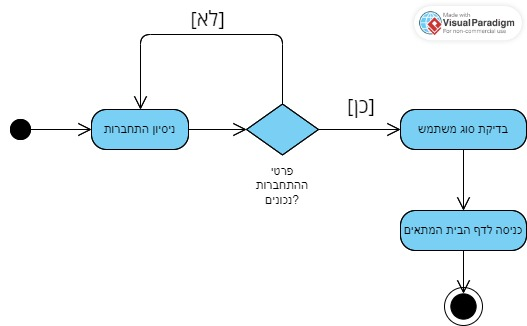 [לא]
Made with
Visual Paradigm
For non-commercial use
[כן]
ניסיון התחברות
בדיקת סוג משתמש
פרטי
ההתחברות
נכונים?
כניסה לדף הבית המתאים